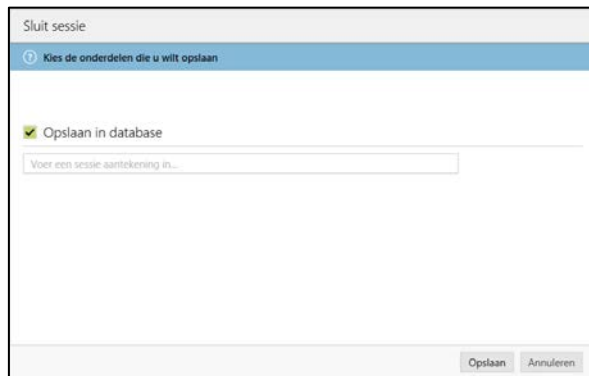 Sluit sessie
Kies de onderdelen die u wilt opslaan
Opslaan in database
Voer een sessie aantekening in...
Opslaan Annuleren